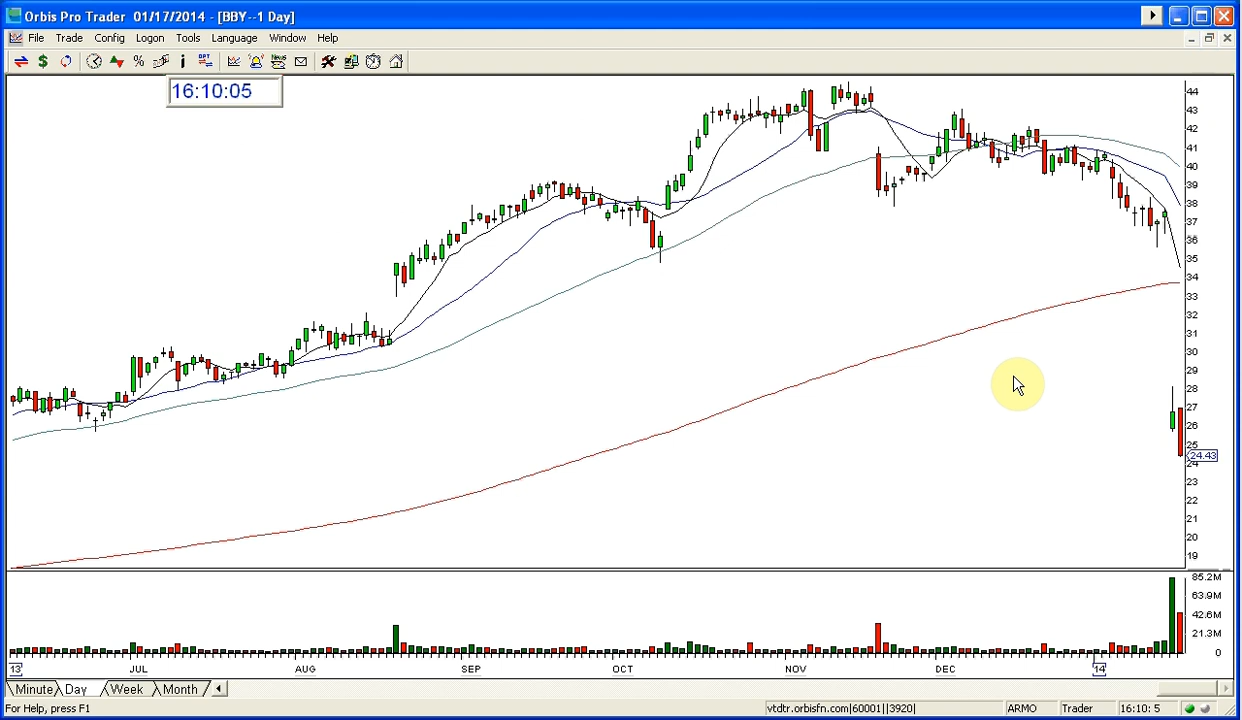 Orbis Pro Trader 01/17/2014 - [BBY--1 Day]
File Trade Config Logon Tools Language Window Help
$ % i OPT News
16:10:05
44
43
42
41
40
39
38
37
36
35
34
33
32
31
30
29
28
27
26
25
24.43
24
23
22
21
20
19
85.2M
63.9M
42.6M
21.3M
0
13 JUL AUG SEP OCT NOV DEC 14
Minute Day Week Month
For Help, press F1 vtdtr.orbisfn.com|60001||3920| ARMO Trader 16:10: 5